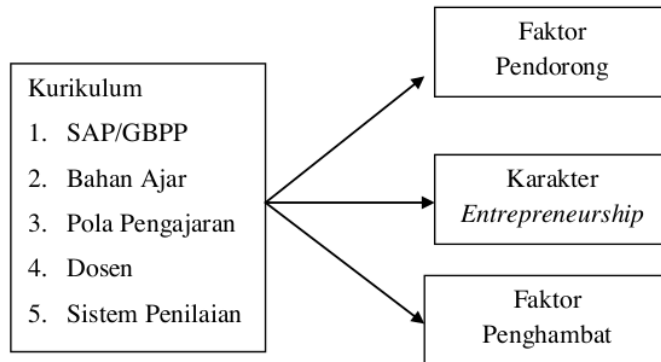 Kurikulum
1. SAP/GBPP
2. Bahan Ajar
3. Pola Pengajaran
4. Dosen
5. Sistem Penilaian
Faktor
Pendorong
Karakter
Entrepreneurship
Faktor
Penghambat